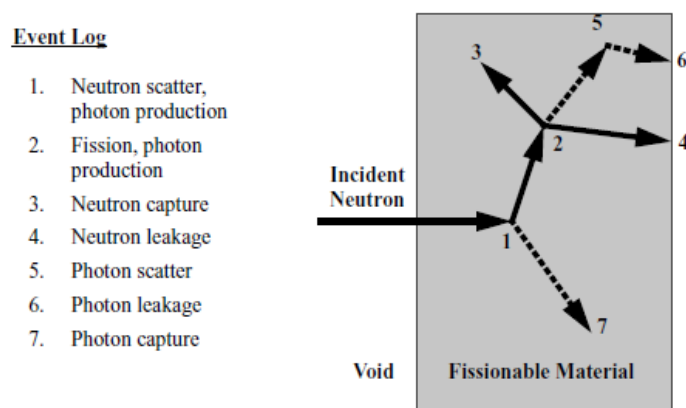 Event Log
1. Neutron scatter,
photon production
2. Fission, photon
production
3. Neutron capture
4. Neutron leakage
5. Photon scatter
6. Photon leakage
7. Photon capture
Incident
Neutron
1
2
3
4
5
6
7
Void
Fissionable Material